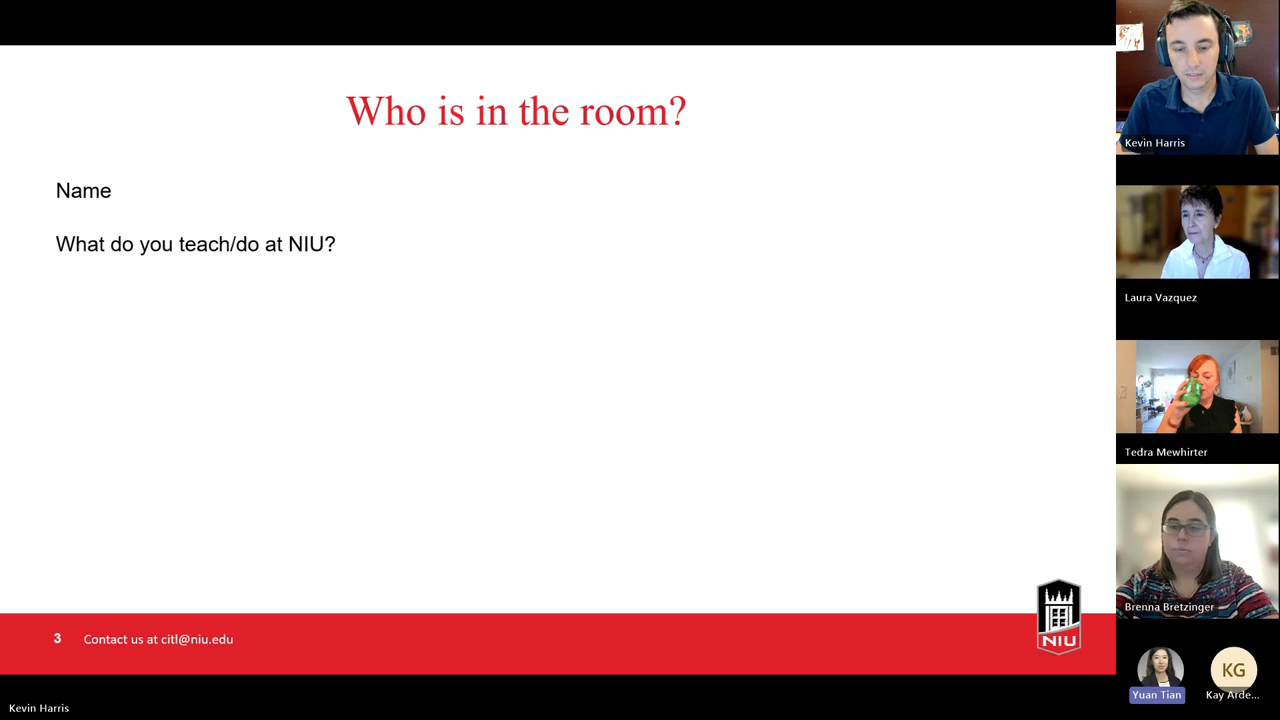 Who is in the room?
Name
What do you teach/do at NIU?
3 Contact us at citl@niu.edu
NIU
Kevin Harris
Kevin Harris
Laura Vazquez
Tedra Mewhirter
Brenna Bretzinger
Yuan Tian
KG
Kay Arde...